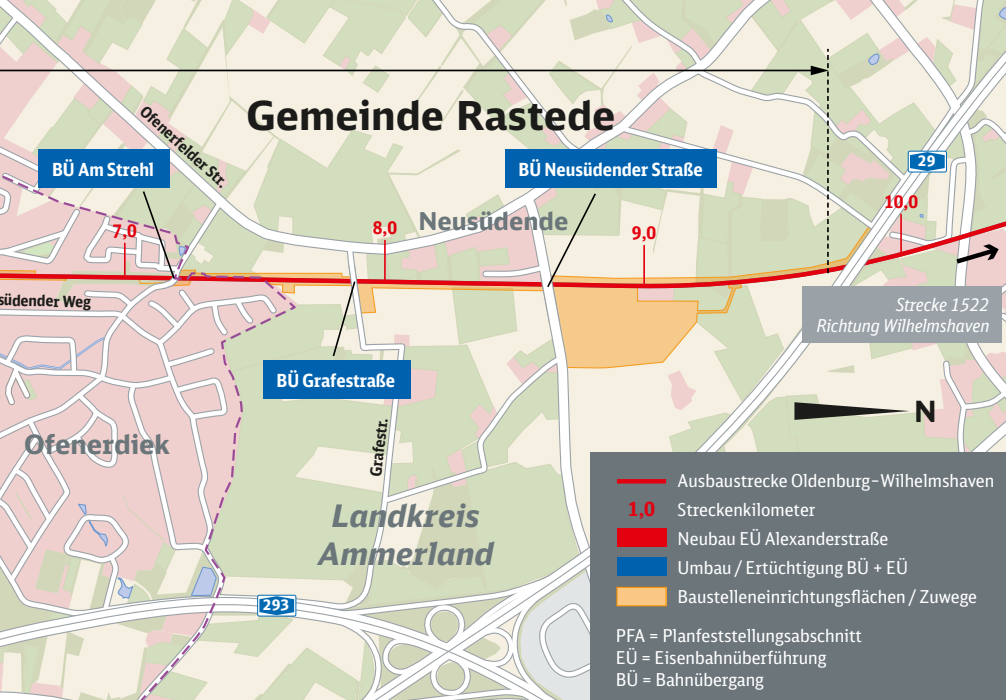 Gemeinde Rastede
Ofenerfelder Str.
BÜ Am Strehl
BÜ Neusüdender Straße
29
7,0
8,0
Neusüdende
9,0
10,0
südender Weg
Strecke 1522
Richtung Wilhelmshaven
BÜ Grafestraße
N
Ofenerdiek
Grafestr.
Landkreis
Ammerland
293
Ausbaustrecke Oldenburg–Wilhelmshaven
1,0 Streckenkilometer
Neubau EÜ Alexanderstraße
Umbau / Ertüchtigung BÜ + EÜ
Baustelleneinrichtungsflächen / Zuwege
PFA = Planfeststellungsabschnitt
EÜ = Eisenbahnüberführung
BÜ = Bahnübergang